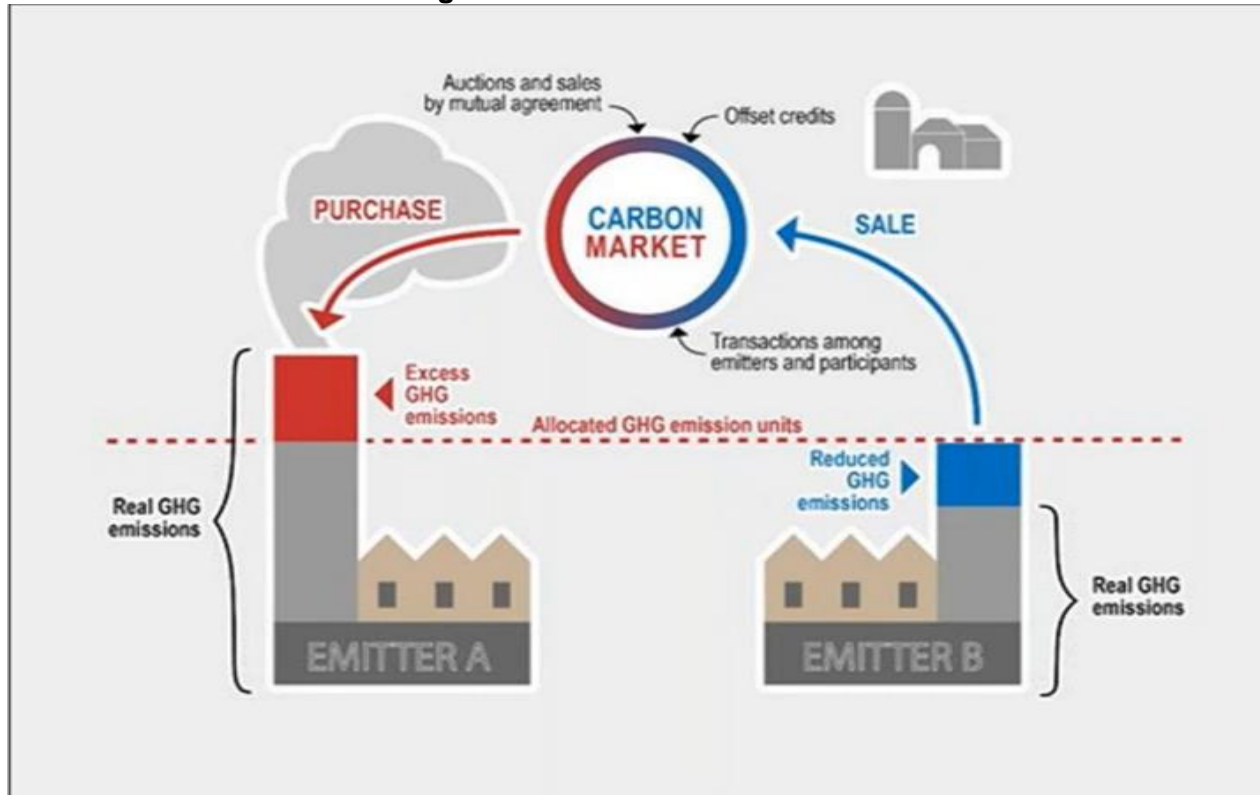 Auctions and sales
by mutual agreement
Offset credits
PURCHASE
CARBON
MARKET
SALE
Transactions among
emitters and participants
Excess
GHG
emissions
Allocated GHG emission units
Reduced
GHG
emissions
Real GHG
emissions
Real GHG
emissions
EMITTER A
EMITTER B